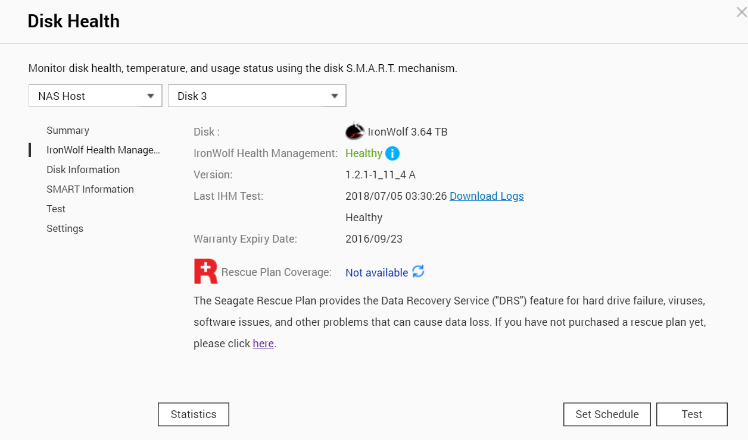 Disk Health
Monitor disk health, temperature, and usage status using the disk S.M.A.R.T. mechanism.
NAS Host
Disk 3
Summary
IronWolf Health Manage...
Disk Information
SMART Information
Test
Settings
Disk : IronWolf 3.64 TB
IronWolf Health Management: Healthy
Version: 1.2.1-1_11_4 A
Last IHM Test: 2018/07/05 03:30:26 Download Logs
Healthy
Warranty Expiry Date: 2016/09/23
Rescue Plan Coverage: Not available
The Seagate Rescue Plan provides the Data Recovery Service ("DRS") feature for hard drive failure, viruses,
software issues, and other problems that can cause data loss. If you have not purchased a rescue plan yet,
please click here.
Statistics
Set Schedule
Test